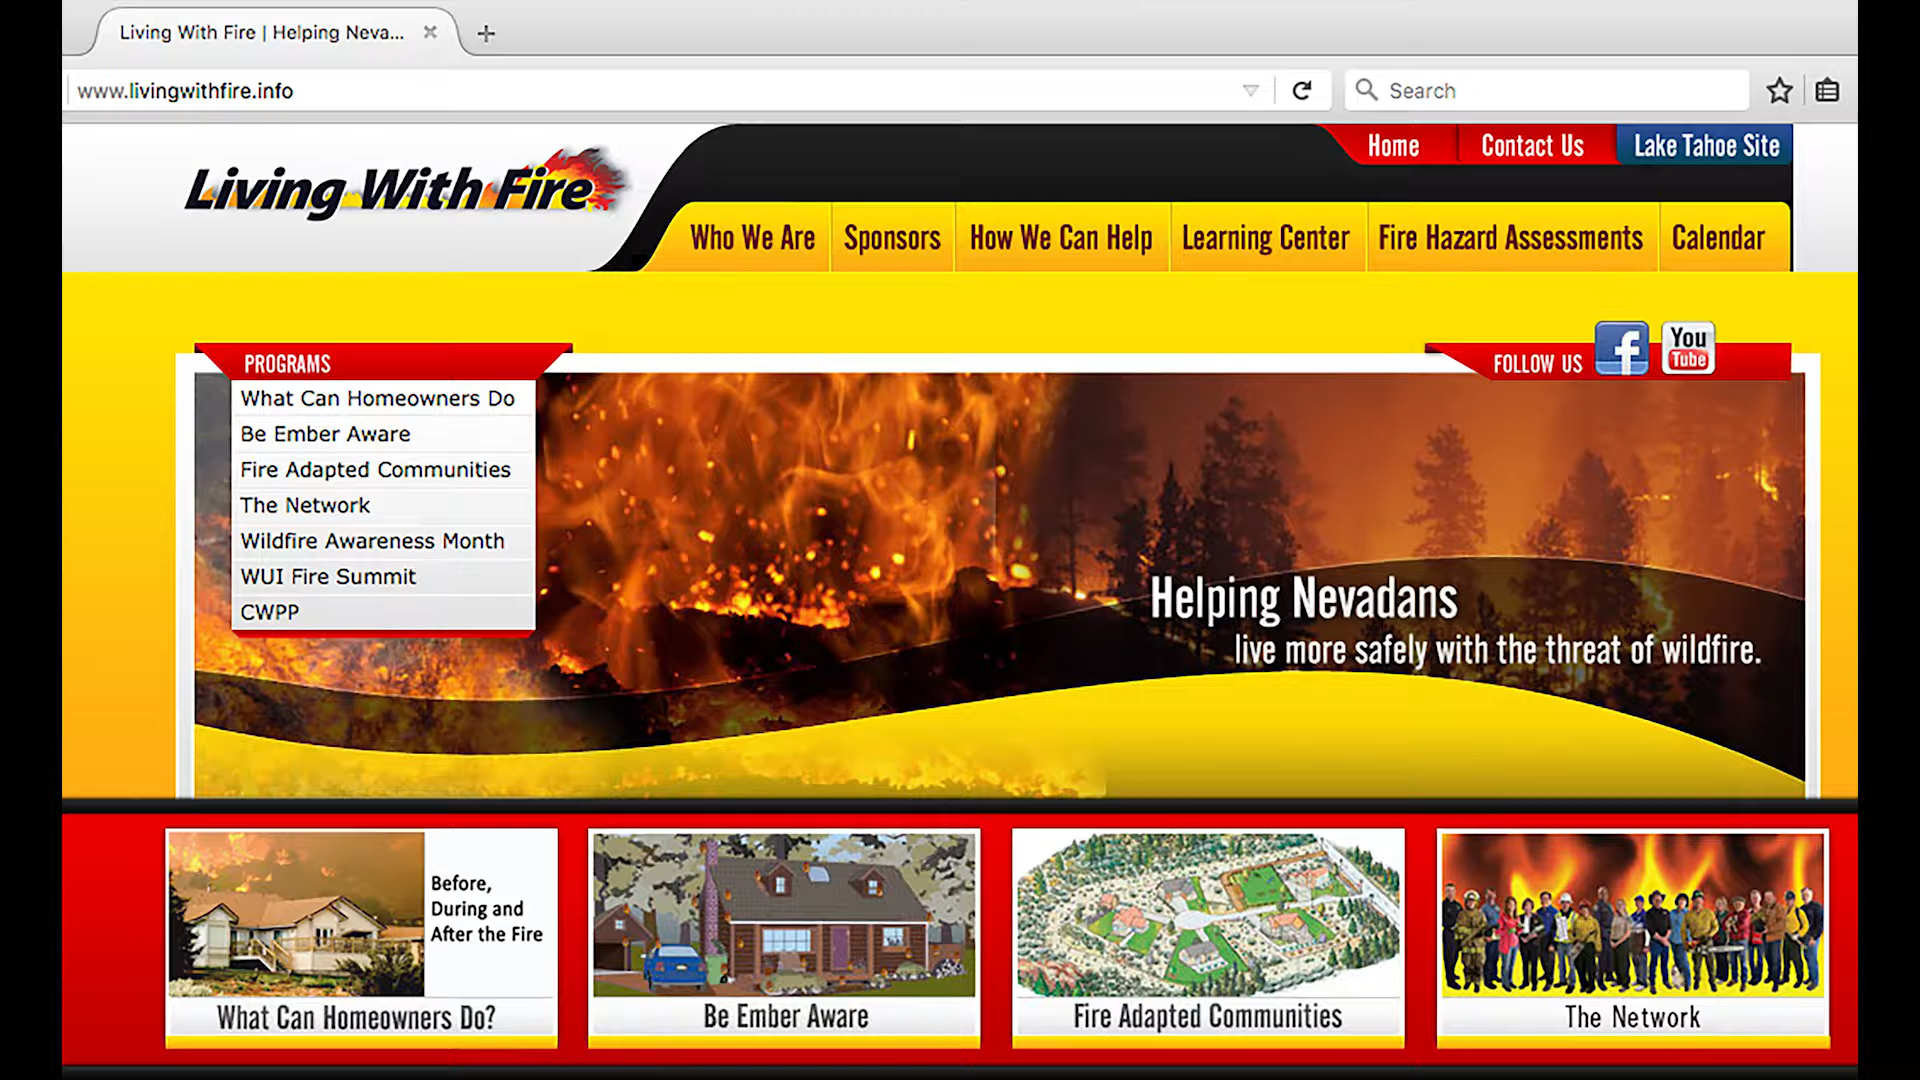 Living With Fire | Helping Neva...
www.livingwithfire.info
Search
Home
Contact Us
Lake Tahoe Site
Living With Fire
Who We Are
Sponsors
How We Can Help
Learning Center
Fire Hazard Assessments
Calendar
PROGRAMS
What Can Homeowners Do
Be Ember Aware
Fire Adapted Communities
The Network
Wildfire Awareness Month
WUI Fire Summit
CWPP
FOLLOW US
f
You
Tube
Helping Nevadans
live more safely with the threat of wildfire.
Before,
During and
After the Fire
What Can Homeowners Do?
Be Ember Aware
Fire Adapted Communities
The Network